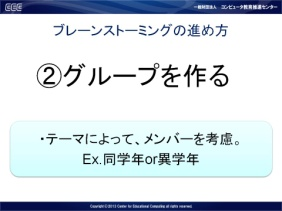 CEC
一般財団法人 コンピュータ教育推進センター
ブレーンストーミングの進め方
②グループを作る
・テーマによって、メンバーを考慮。
Ex.同学年or異学年
Copyright ©2013 Center for Educational Computing all rights reserved.